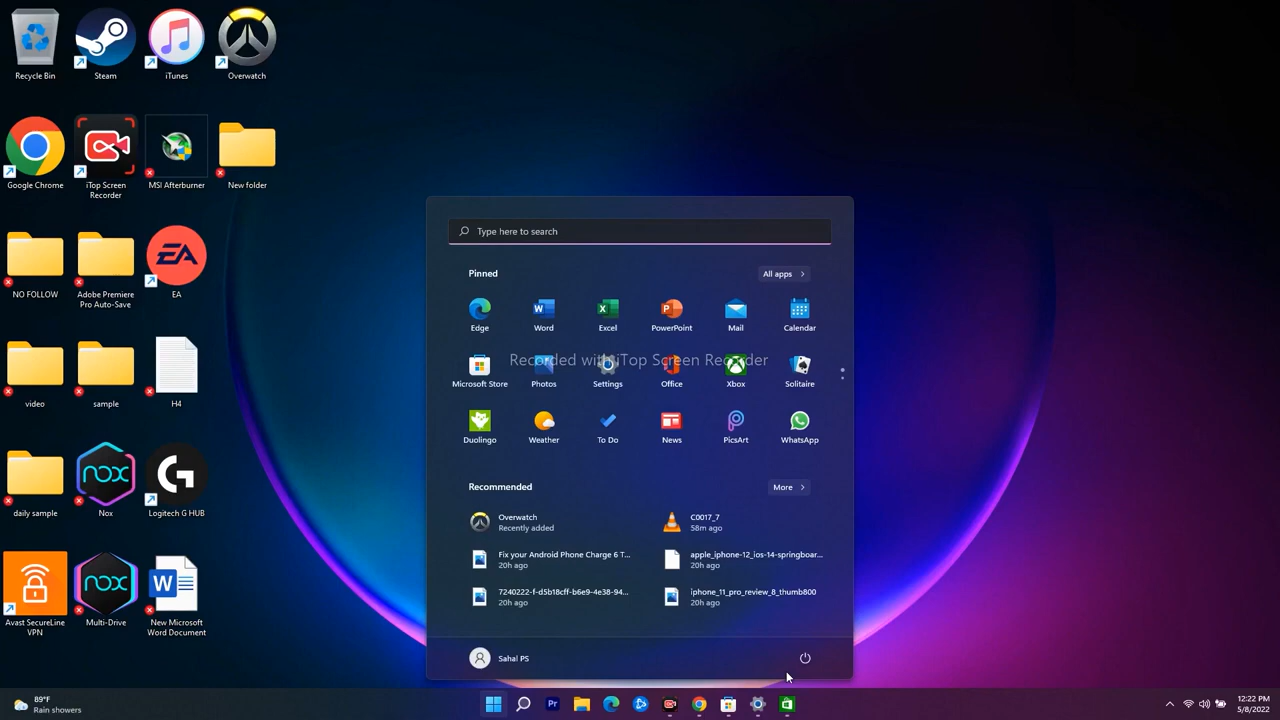 Recycle Bin
Steam
iTunes
Overwatch
Google Chrome
iTop Screen
Recorder
MSI Afterburner
New folder
NO FOLLOW
Adobe Premiere
Pro Auto-Save
EA
EA
video
sample
H4
daily sample
nox
Nox
Logitech G HUB
Avast SecureLine
VPN
nox
Multi-Drive
New Microsoft
Word Document
Type here to search
Pinned
All apps
Edge
Word
Excel
PowerPoint
Mail
Calendar
Recorded with iTop Screen Recorder
Microsoft Store
Photos
Settings
Office
Xbox
Solitaire
Duolingo
Weather
To Do
News
PicsArt
WhatsApp
Recommended
More
Overwatch
Recently added
C0017_7
58m ago
Fix your Android Phone Charge 6 T...
20h ago
apple_iphone-12_ios-14-springboar...
20h ago
7240222-f-d5b18cff-b6e9-4e38-94...
20h ago
iphone_11_pro_review_8_thumb800
20h ago
Sahal PS
89°F
Rain showers
Pr
12:22 PM
5/8/2022